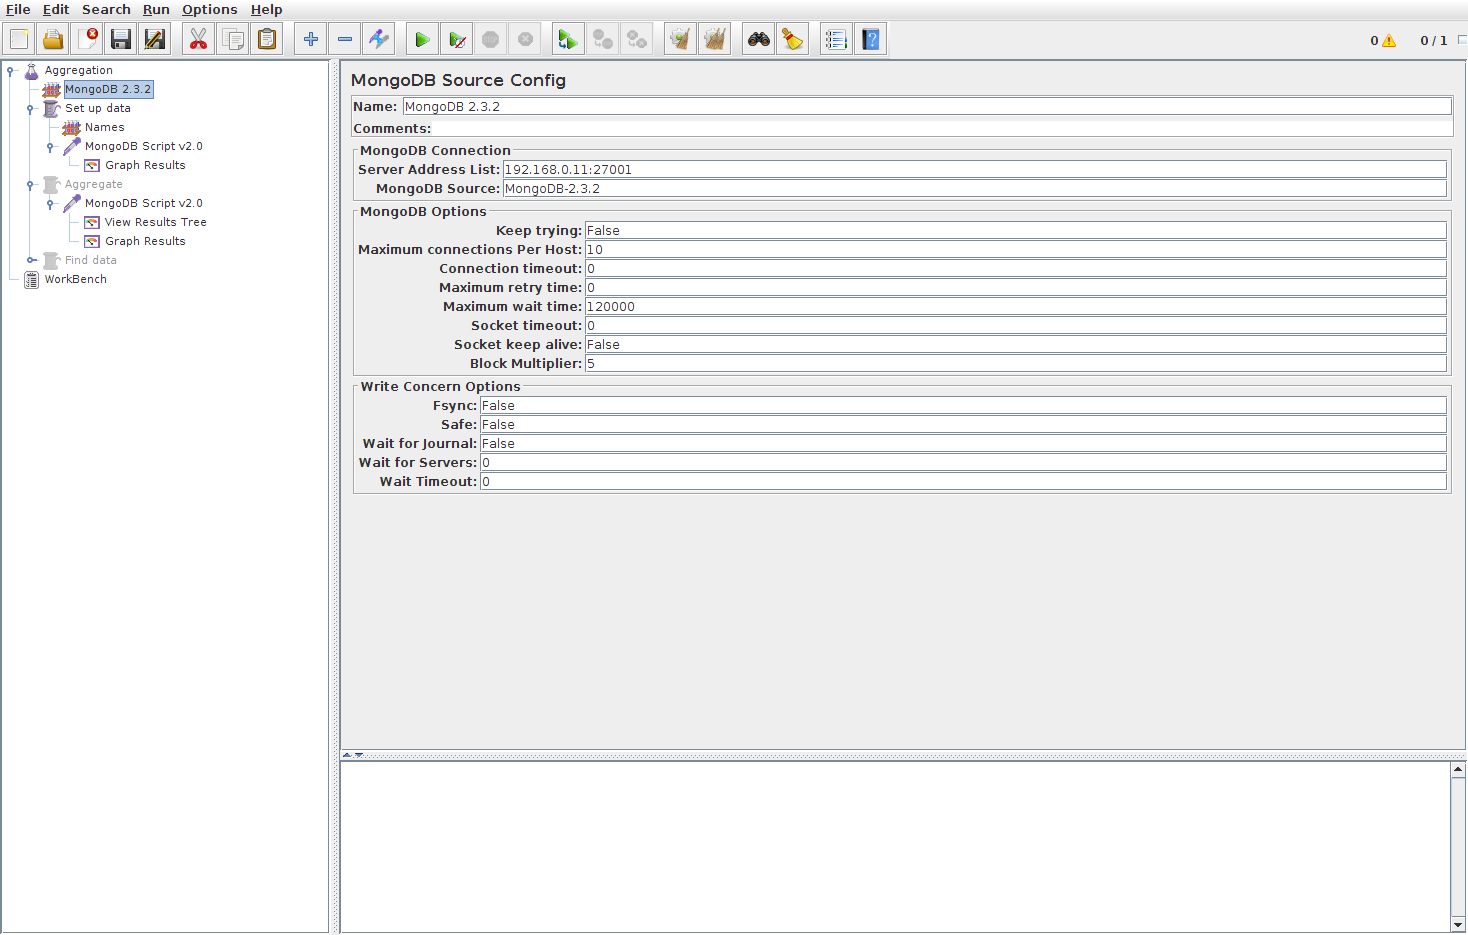 File Edit Search Run Options Help
0 0 / 1
Aggregation
MongoDB 2.3.2
Set up data
Names
MongoDB Script v2.0
Graph Results
Aggregate
MongoDB Script v2.0
View Results Tree
Graph Results
Find data
WorkBench
MongoDB Source Config
Name: MongoDB 2.3.2
Comments:
MongoDB Connection
Server Address List: 192.168.0.11:27001
MongoDB Source: MongoDB-2.3.2
MongoDB Options
Keep trying: False
Maximum connections Per Host: 10
Connection timeout: 0
Maximum retry time: 0
Maximum wait time: 120000
Socket timeout: 0
Socket keep alive: False
Block Multiplier: 5
Write Concern Options
Fsync: False
Safe: False
Wait for Journal: False
Wait for Servers: 0
Wait Timeout: 0